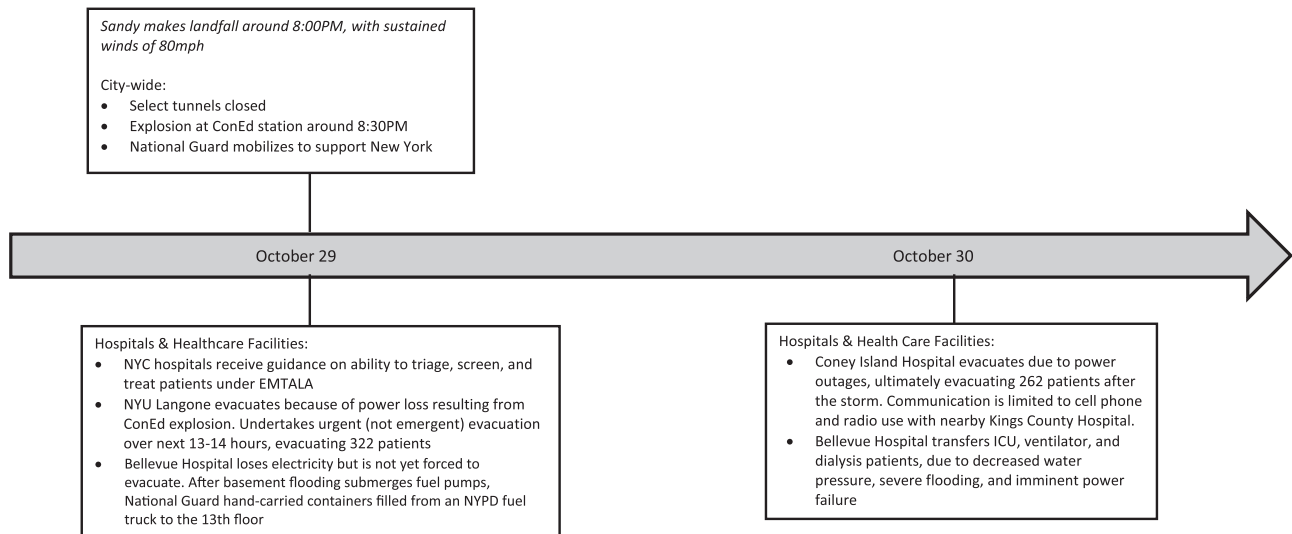 Sandy makes landfall around 8:00PM, with sustained
winds of 80mph
City-wide:
• Select tunnels closed
• Explosion at ConEd station around 8:30PM
• National Guard mobilizes to support New York
October 29
October 30
Hospitals & Healthcare Facilities:
• NYC hospitals receive guidance on ability to triage, screen, and
treat patients under EMTALA
• NYU Langone evacuates because of power loss resulting from
ConEd explosion. Undertakes urgent (not emergent) evacuation
over next 13-14 hours, evacuating 322 patients
• Bellevue Hospital loses electricity but is not yet forced to
evacuate. After basement flooding submerges fuel pumps,
National Guard hand-carried containers filled from an NYPD fuel
truck to the 13th floor
Hospitals & Health Care Facilities:
• Coney Island Hospital evacuates due to power
outages, ultimately evacuating 262 patients after
the storm. Communication is limited to cell phone
and radio use with nearby Kings County Hospital.
• Bellevue Hospital transfers ICU, ventilator, and
dialysis patients, due to decreased water
pressure, severe flooding, and imminent power
failure